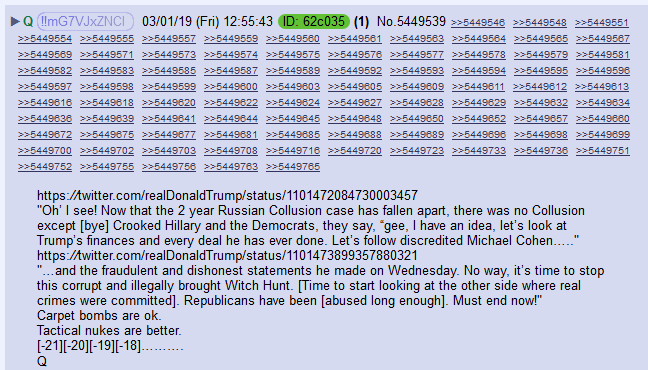 ▶ Q !!mG7VJxZNCI 03/01/19 (Fri) 12:55:43 ID: 62c035 (1) No.5449539 >>5449546 >>5449548 >>5449551
>>5449554 >>5449555 >>5449557 >>5449559 >>5449560 >>5449561 >>5449563 >>5449564 >>5449565 >>5449567
>>5449569 >>5449571 >>5449573 >>5449574 >>5449575 >>5449576 >>5449577 >>5449578 >>5449579 >>5449581
>>5449582 >>5449583 >>5449585 >>5449587 >>5449589 >>5449592 >>5449593 >>5449594 >>5449595 >>5449596
>>5449597 >>5449598 >>5449599 >>5449600 >>5449603 >>5449605 >>5449609 >>5449611 >>5449612 >>5449613
>>5449616 >>5449618 >>5449620 >>5449622 >>5449624 >>5449627 >>5449628 >>5449629 >>5449632 >>5449634
>>5449636 >>5449639 >>5449641 >>5449644 >>5449645 >>5449648 >>5449650 >>5449652 >>5449657 >>5449660
>>5449672 >>5449675 >>5449677 >>5449681 >>5449685 >>5449688 >>5449689 >>5449696 >>5449698 >>5449699
>>5449700 >>5449702 >>5449703 >>5449708 >>5449716 >>5449720 >>5449723 >>5449733 >>5449736 >>5449751
>>5449752 >>5449755 >>5449756 >>5449763 >>5449765
https://twitter.com/realDonaldTrump/status/1101472084730003457
"Oh' I see! Now that the 2 year Russian Collusion case has fallen apart, there was no Collusion
except [bye] Crooked Hillary and the Democrats, they say, “gee, I have an idea, let's look at
Trump's finances and every deal he has ever done. Let's follow discredited Michael Cohen….."
https://twitter.com/realDonaldTrump/status/1101473899357880321
"…and the fraudulent and dishonest statements he made on Wednesday. No way, it's time to stop
this corrupt and illegally brought Witch Hunt. [Time to start looking at the other side where real
crimes were committed]. Republicans have been [abused long enough]. Must end now!"
Carpet bombs are ok.
Tactical nukes are better.
[-21][-20][-19][-18]……….
Q